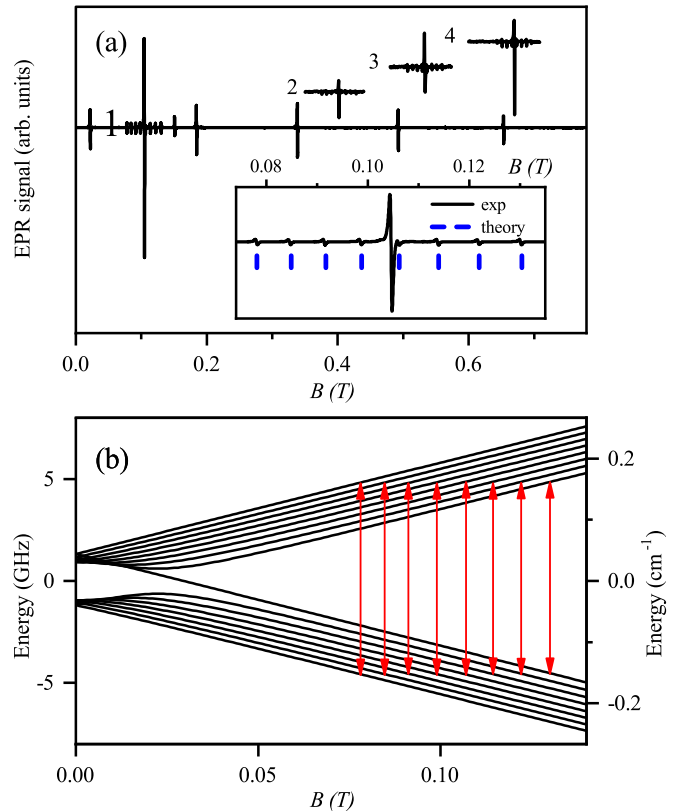 (a)
4
3
2
1
EPR signal (arb. units)
0.08 0.10 0.12
B (T)
exp
theory
0.0 0.2 0.4 0.6
B (T)
(b)
5
0
-5
Energy (GHz)
0.2
0.0
-0.2
Energy (cm⁻¹)
0.00 0.05 0.10
B (T)